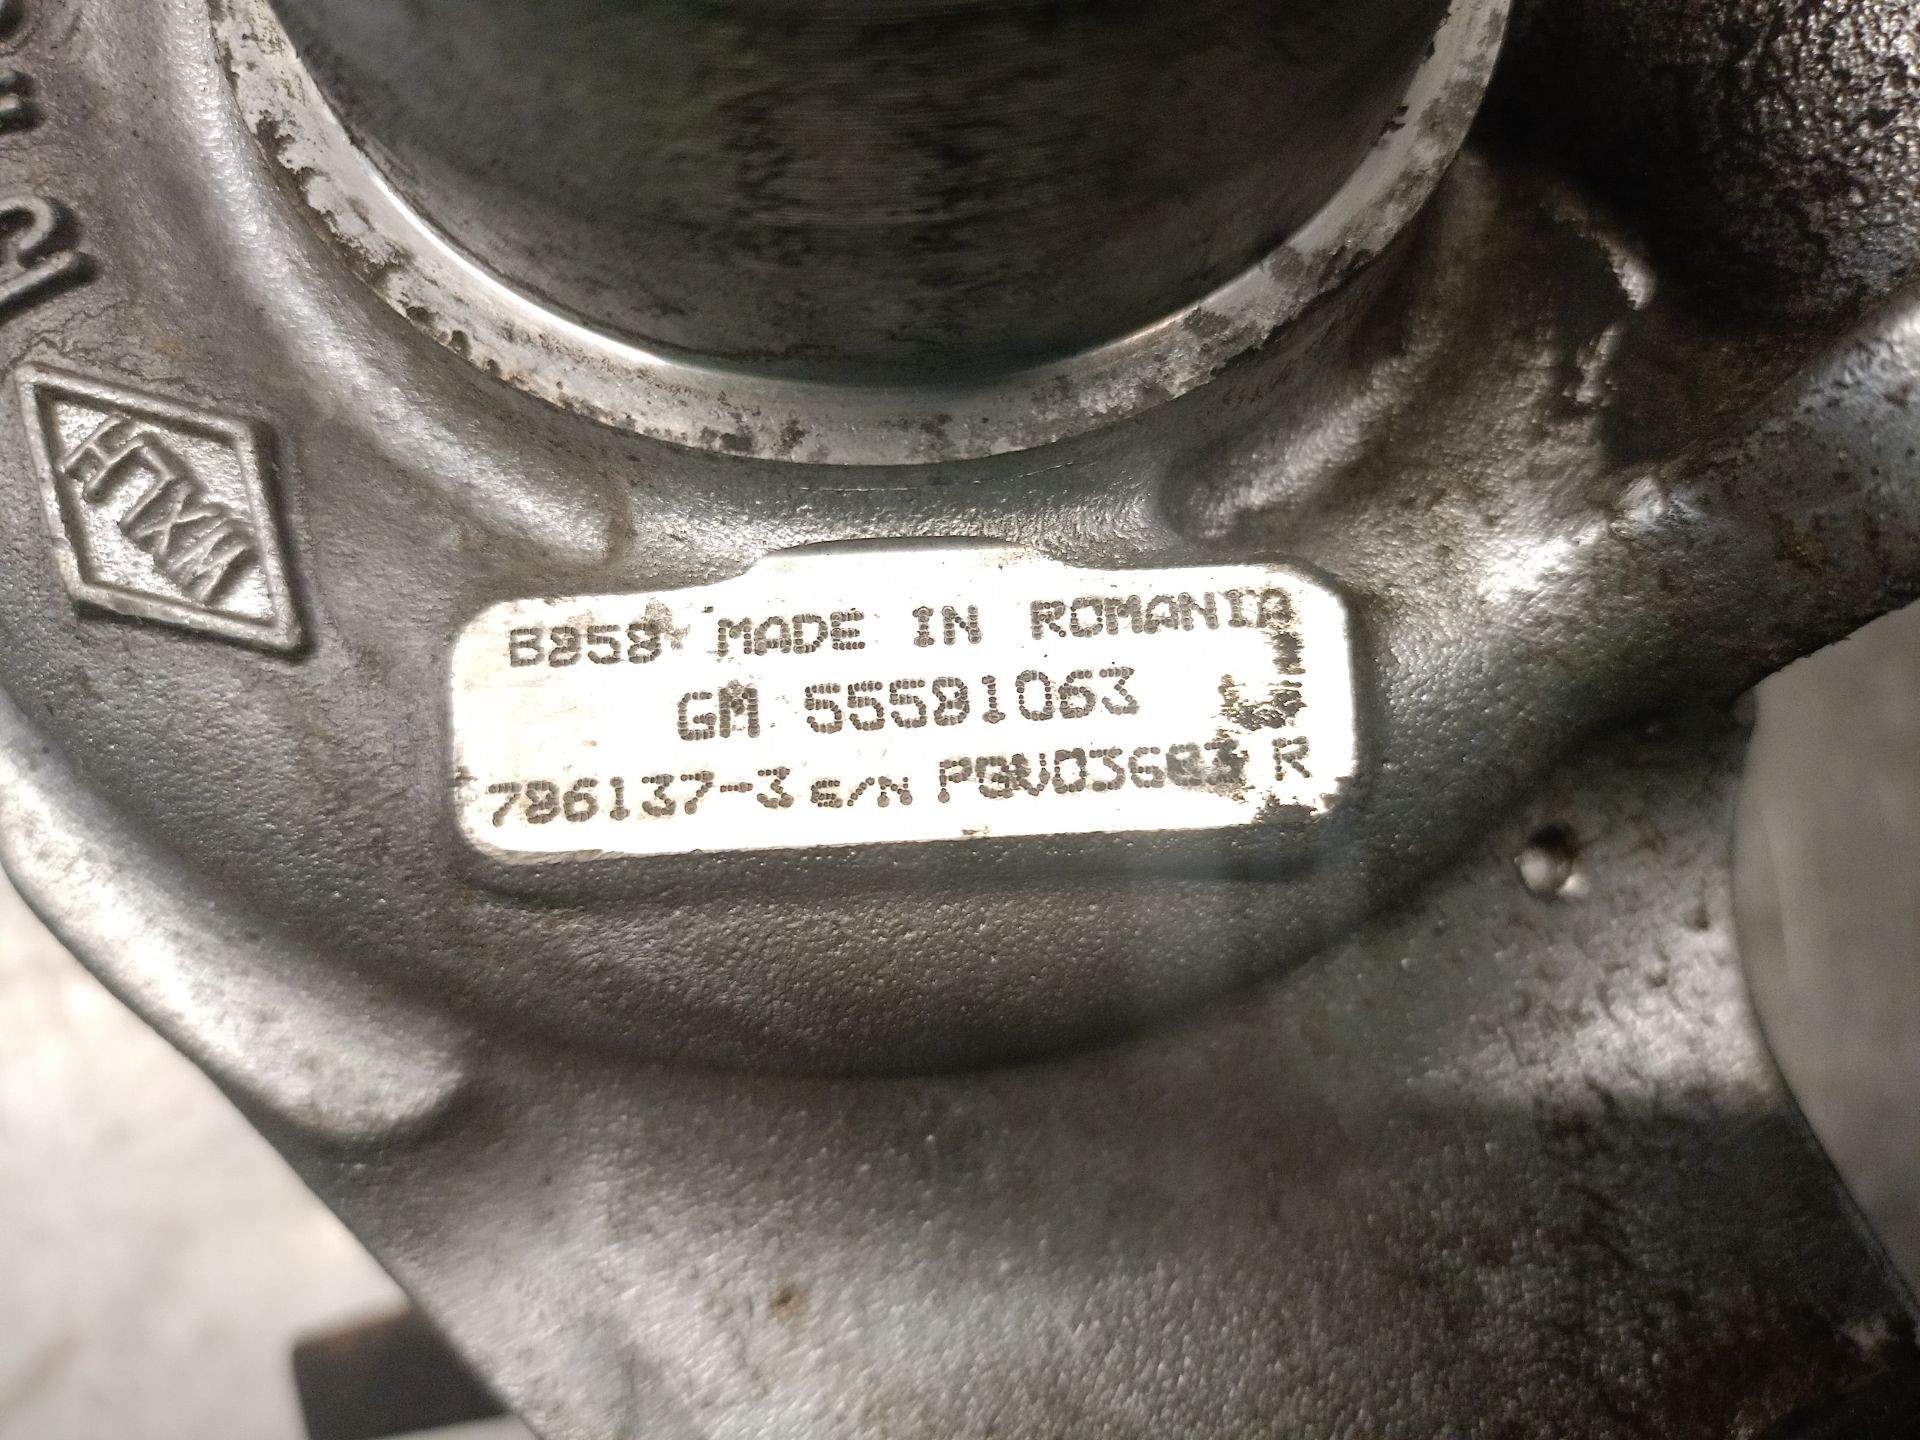 B858 MADE IN ROMANIA
GM 55581063
786137-3 S/N R